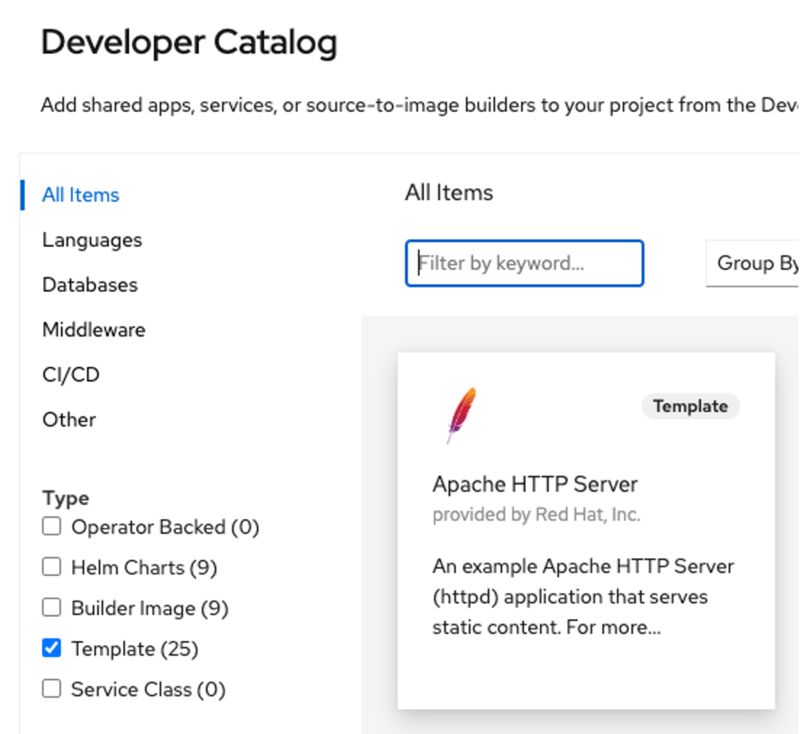 Developer Catalog
Add shared apps, services, or source-to-image builders to your project from the Dev
All Items
Languages
Databases
Middleware
CI/CD
Other
Type
Operator Backed (0)
Helm Charts (9)
Builder Image (9)
Template (25)
Service Class (0)
All Items
Filter by keyword...
Group By
Template
Apache HTTP Server
provided by Red Hat, Inc.
An example Apache HTTP Server
(httpd) application that serves
static content. For more...